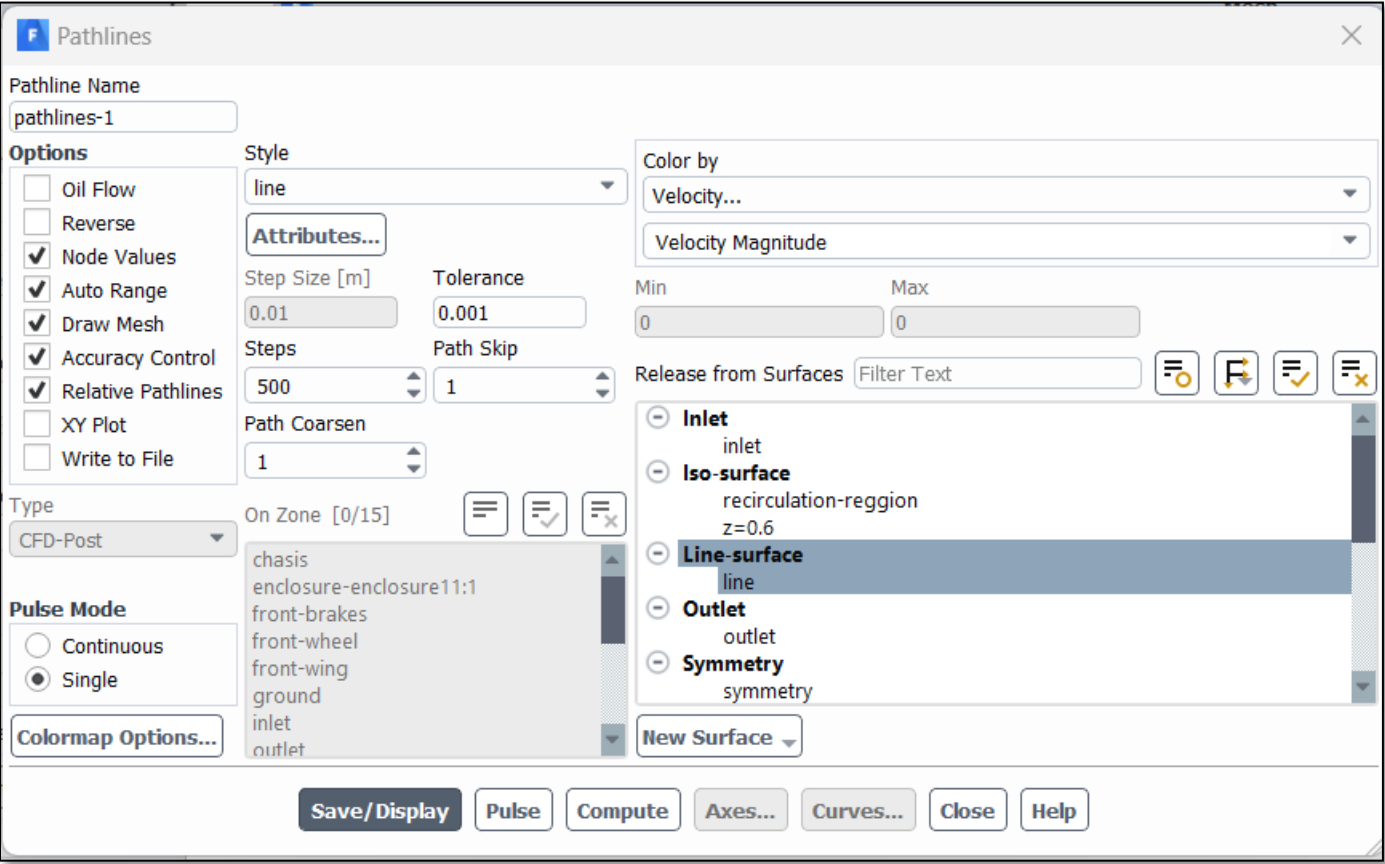 Pathlines
Pathline Name
pathlines-1
Options
Oil Flow
Reverse
Node Values
Auto Range
Draw Mesh
Accuracy Control
Relative Pathlines
XY Plot
Write to File
Type
CFD-Post
Pulse Mode
Continuous
Single
Colormap Options...
Style
line
Attributes...
Step Size [m] Tolerance
0.01 0.001
Steps Path Skip
500 1
Path Coarsen
1
On Zone [0/15]
chasis
enclosure-enclosure11:1
front-brakes
front-wheel
front-wing
ground
inlet
outlet
Color by
Velocity...
Velocity Magnitude
Min Max
0 0
Release from Surfaces Filter Text
Inlet
inlet
Iso-surface
recirculation-reggion
z=0.6
Line-surface
line
Outlet
outlet
Symmetry
symmetry
New Surface
Save/Display Pulse Compute Axes... Curves... Close Help